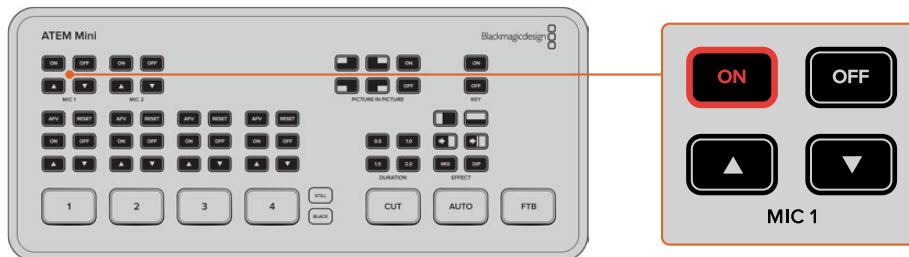 ATEM Mini
Blackmagicdesign
ON OFF ON OFF ON ON
MIC 1 MIC 2 OFF OFF
PICTURE IN PICTURE KEY
AFV RESET AFV RESET AFV RESET AFV RESET
ON OFF ON OFF ON OFF ON OFF 0.5 1.0
1.5 2.0 MIX DIP
DURATION EFFECT
1 2 3 4 STILL BLACK CUT AUTO FTB
ON OFF
MIC 1